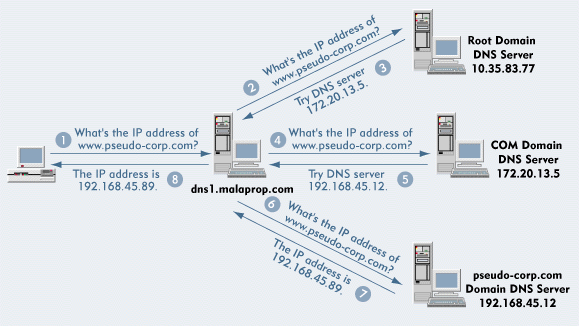 What's the IP address of
www.pseudo-corp.com?
2
3
Try DNS server
172.20.13.5.
Root Domain
DNS Server
10.35.83.77
1
What's the IP address of
www.pseudo-corp.com?
The IP address is
192.168.45.89.
8
dns1.malaprop.com
4
What's the IP address of
www.pseudo-corp.com?
Try DNS server
192.168.45.12.
5
COM Domain
DNS Server
172.20.13.5
6
What's the IP address of
www.pseudo-corp.com?
The IP address is
192.168.45.89.
7
pseudo-corp.com
Domain DNS Server
192.168.45.12